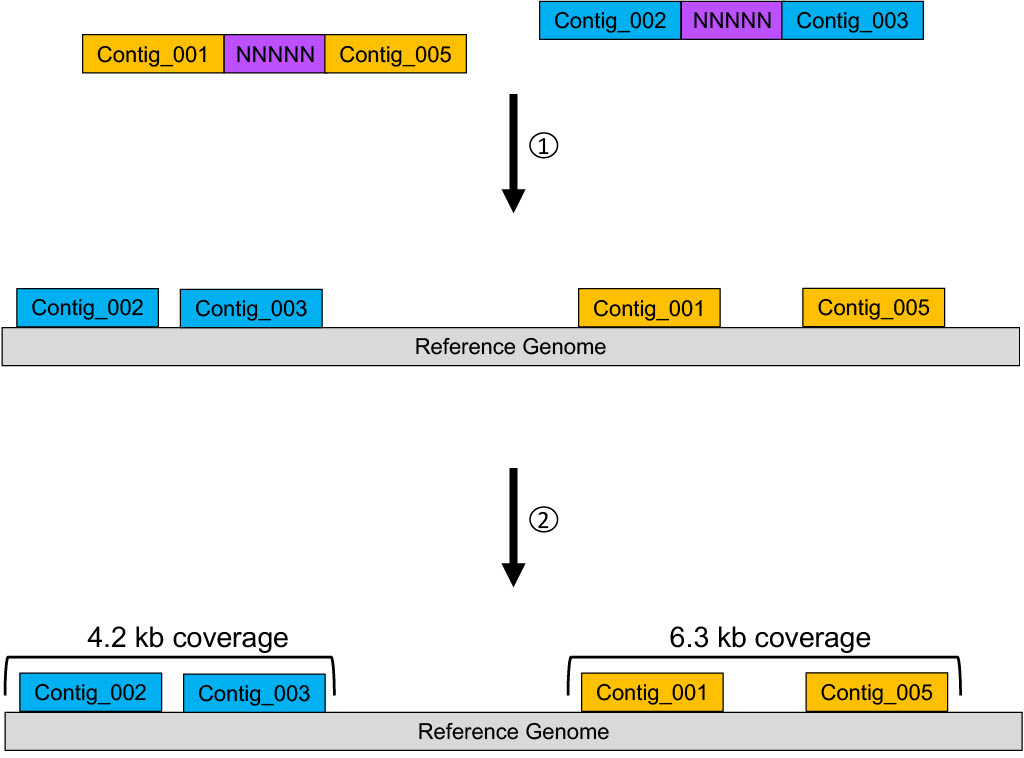 Contig_002 NNNNN Contig_003
Contig_001 NNNNN Contig_005
①
Contig_002 Contig_003 Contig_001 Contig_005
Reference Genome
②
4.2 kb coverage 6.3 kb coverage
Contig_002 Contig_003 Contig_001 Contig_005
Reference Genome